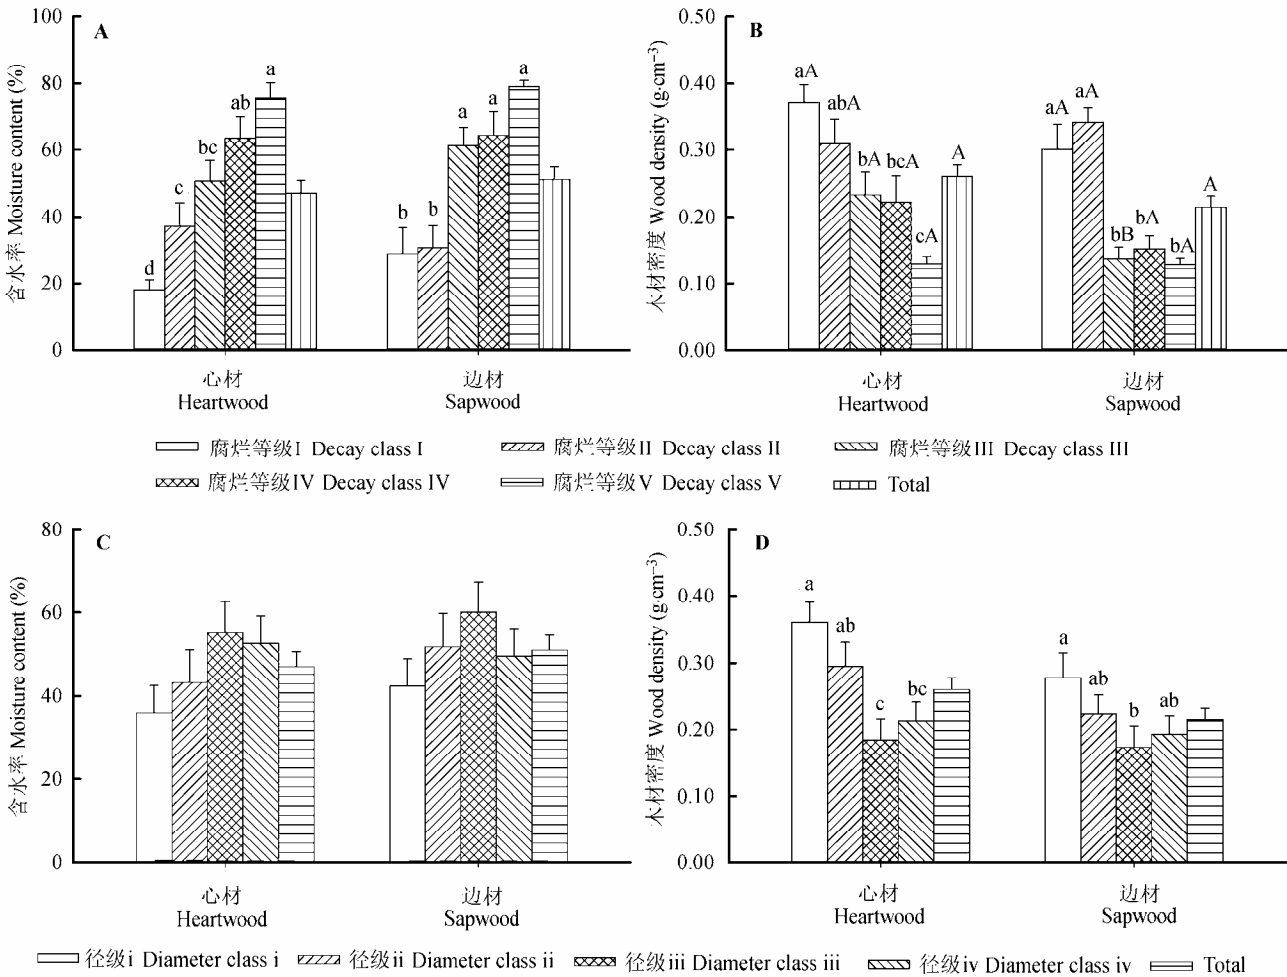 A
含水率 Moisture content (%)
100
80
60
40
20
0
d
c
bc
ab
a
b
b
a
a
a
心材
Heartwood
边材
Sapwood
B
木材密度 Wood density (g·cm⁻³)
0.50
0.40
0.30
0.20
0.10
0.00
aA
abA
bA
bcA
cA
A
aA
aA
bB
bA
bA
A
心材
Heartwood
边材
Sapwood
腐烂等级I Decay class I
腐烂等级II Decay class II
腐烂等级III Decay class III
腐烂等级IV Decay class IV
腐烂等级V Decay class V
Total
C
含水率 Moisture content (%)
80
60
40
20
0
心材
Heartwood
边材
Sapwood
D
木材密度 Wood density (g·cm⁻³)
0.50
0.40
0.30
0.20
0.10
0.00
a
ab
c
bc
a
ab
b
ab
心材
Heartwood
边材
Sapwood
径级i Diameter class i
径级ii Diameter class ii
径级iii Diameter class iii
径级iv Diameter class iv
Total